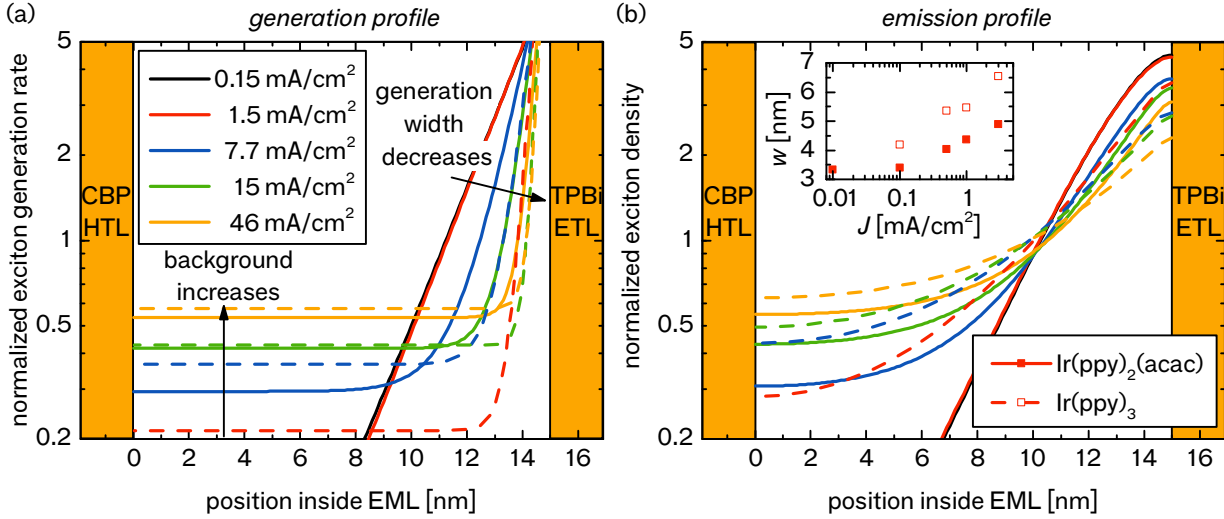 (a)
generation profile
normalized exciton generation rate
5
2
1
0.5
0.2
CBP
HTL
0.15 mA/cm²
1.5 mA/cm²
7.7 mA/cm²
15 mA/cm²
46 mA/cm²
generation
width
decreases
TPBi
ETL
background
increases
0 2 4 6 8 10 12 14 16
position inside EML [nm]
(b)
emission profile
normalized exciton density
5
2
1
0.5
0.2
CBP
HTL
w [nm]
7
6
5
4
3
0.01 0.1 1
J [mA/cm²]
TPBi
ETL
Ir(ppy)₂(acac)
Ir(ppy)₃
0 2 4 6 8 10 12 14 16
position inside EML [nm]